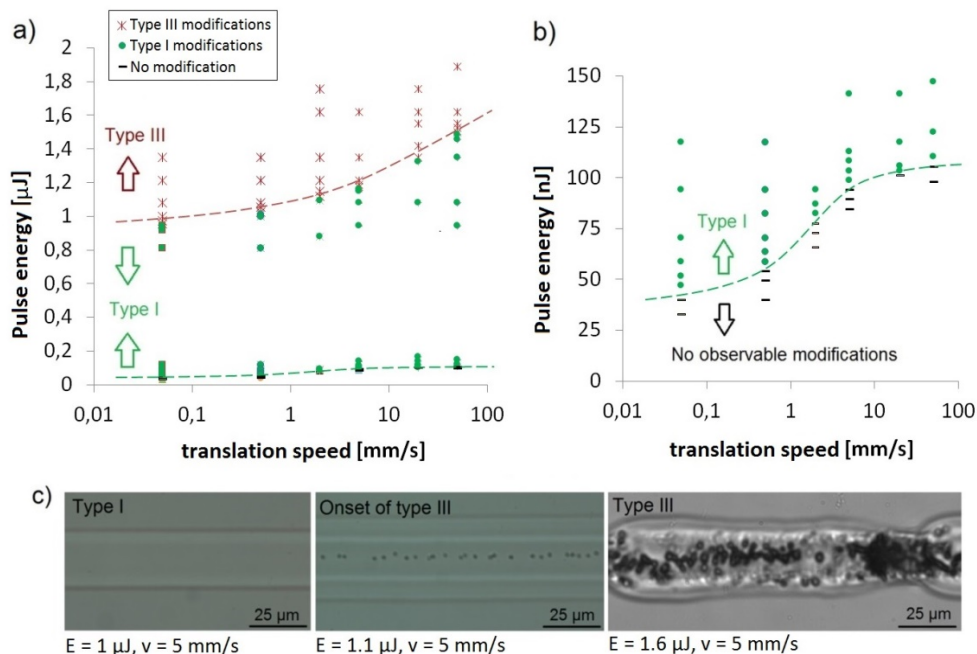 a)
Type III modifications
Type I modifications
No modification
Pulse energy [μJ]
2
1,8
1,6
1,4
1,2
1
0,8
0,6
0,4
0,2
0
Type III
Type I
0,01 0,1 1 10 100
translation speed [mm/s]
b)
Pulse energy [nJ]
150
125
100
75
50
25
0
Type I
No observable modifications
0,01 0,1 1 10 100
translation speed [mm/s]
c)
Type I
25 μm
E = 1 μJ, v = 5 mm/s
Onset of type III
25 μm
E = 1.1 μJ, v = 5 mm/s
Type III
25 μm
E = 1.6 μJ, v = 5 mm/s